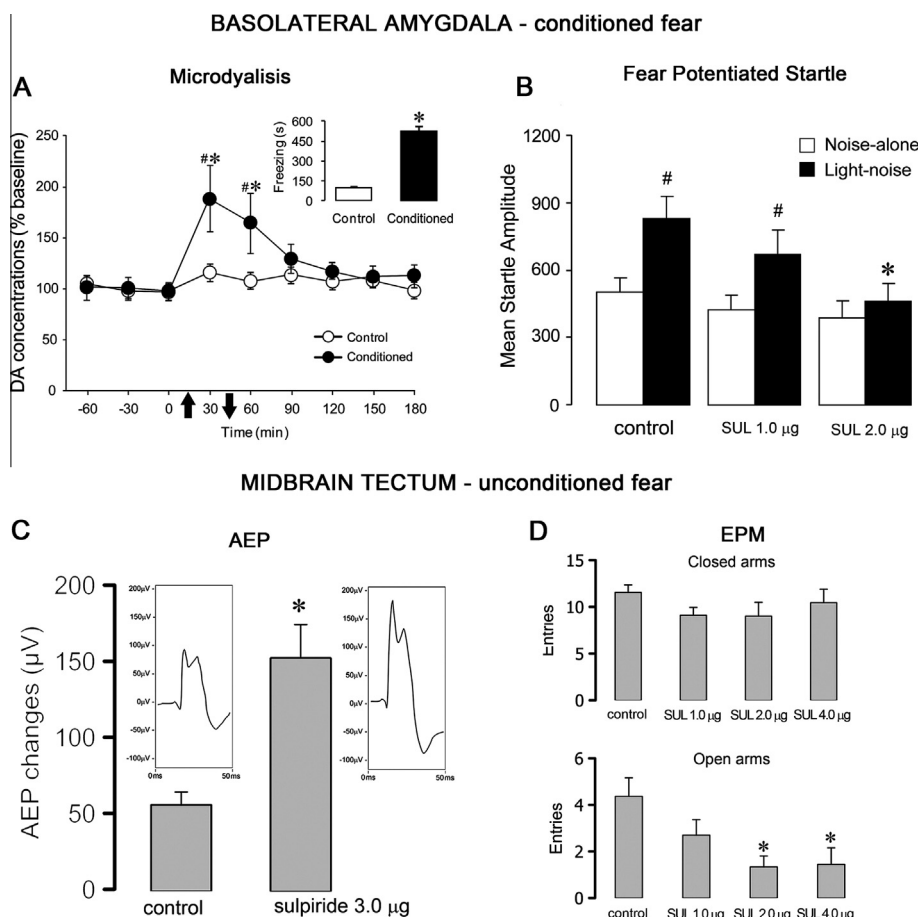 BASOLATERAL AMYGDALA - conditioned fear
A
Microdyalisis
DA concentrations (% baseline)
250
200
150
100
50
0
#*
#*
Freezing (s)
600
450
300
150
0
*
Control
Conditioned
Control
Conditioned
-60 -30 0 30 60 90 120 150 180
Time (min)
B
Fear Potentiated Startle
Mean Startle Amplitude
1200
900
600
300
0
Noise-alone
Light-noise
#
#
*
control SUL 1.0 µg SUL 2.0 µg
MIDBRAIN TECTUM - unconditioned fear
C
AEP
AEP changes (µV)
200
150
100
50
0
200µV
150µV
100µV
50µV
0µV
-50µV
-100µV
0ms 50ms
*
200µV
150µV
100µV
50µV
0µV
-50µV
-100µV
0ms 50ms
control sulpiride 3.0 µg
D
EPM
Closed arms
Entries
15
10
5
0
control SUL 1.0 µg SUL 2.0 µg SUL 4.0 µg
Open arms
Entries
6
4
2
0
* *
control SUL 1.0 µg SUL 2.0 µg SUL 4.0 µg